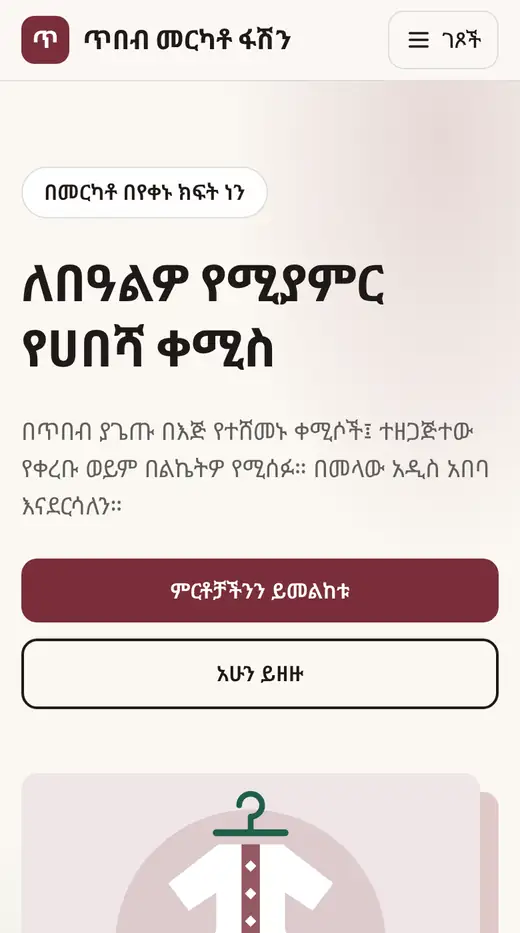 ጥ
ጥበብ መርካቶ ፋሽን
ገጾች
በመርካቶ በየቀኑ ክፍት ነን
ለበዓልዎ የሚያምር
የሀበሻ ቀሚስ
በጥበብ ያጌጡ በእጅ የተሸመኑ ቀሚሶች፤ ተዘጋጅተው
የቀረቡ ወይም በልኬትዎ የሚሰፉ። በመላው አዲስ አበባ
እናደርሳለን።
ምርቶቻችንን ይመልከቱ
አሁን ይዘዙ